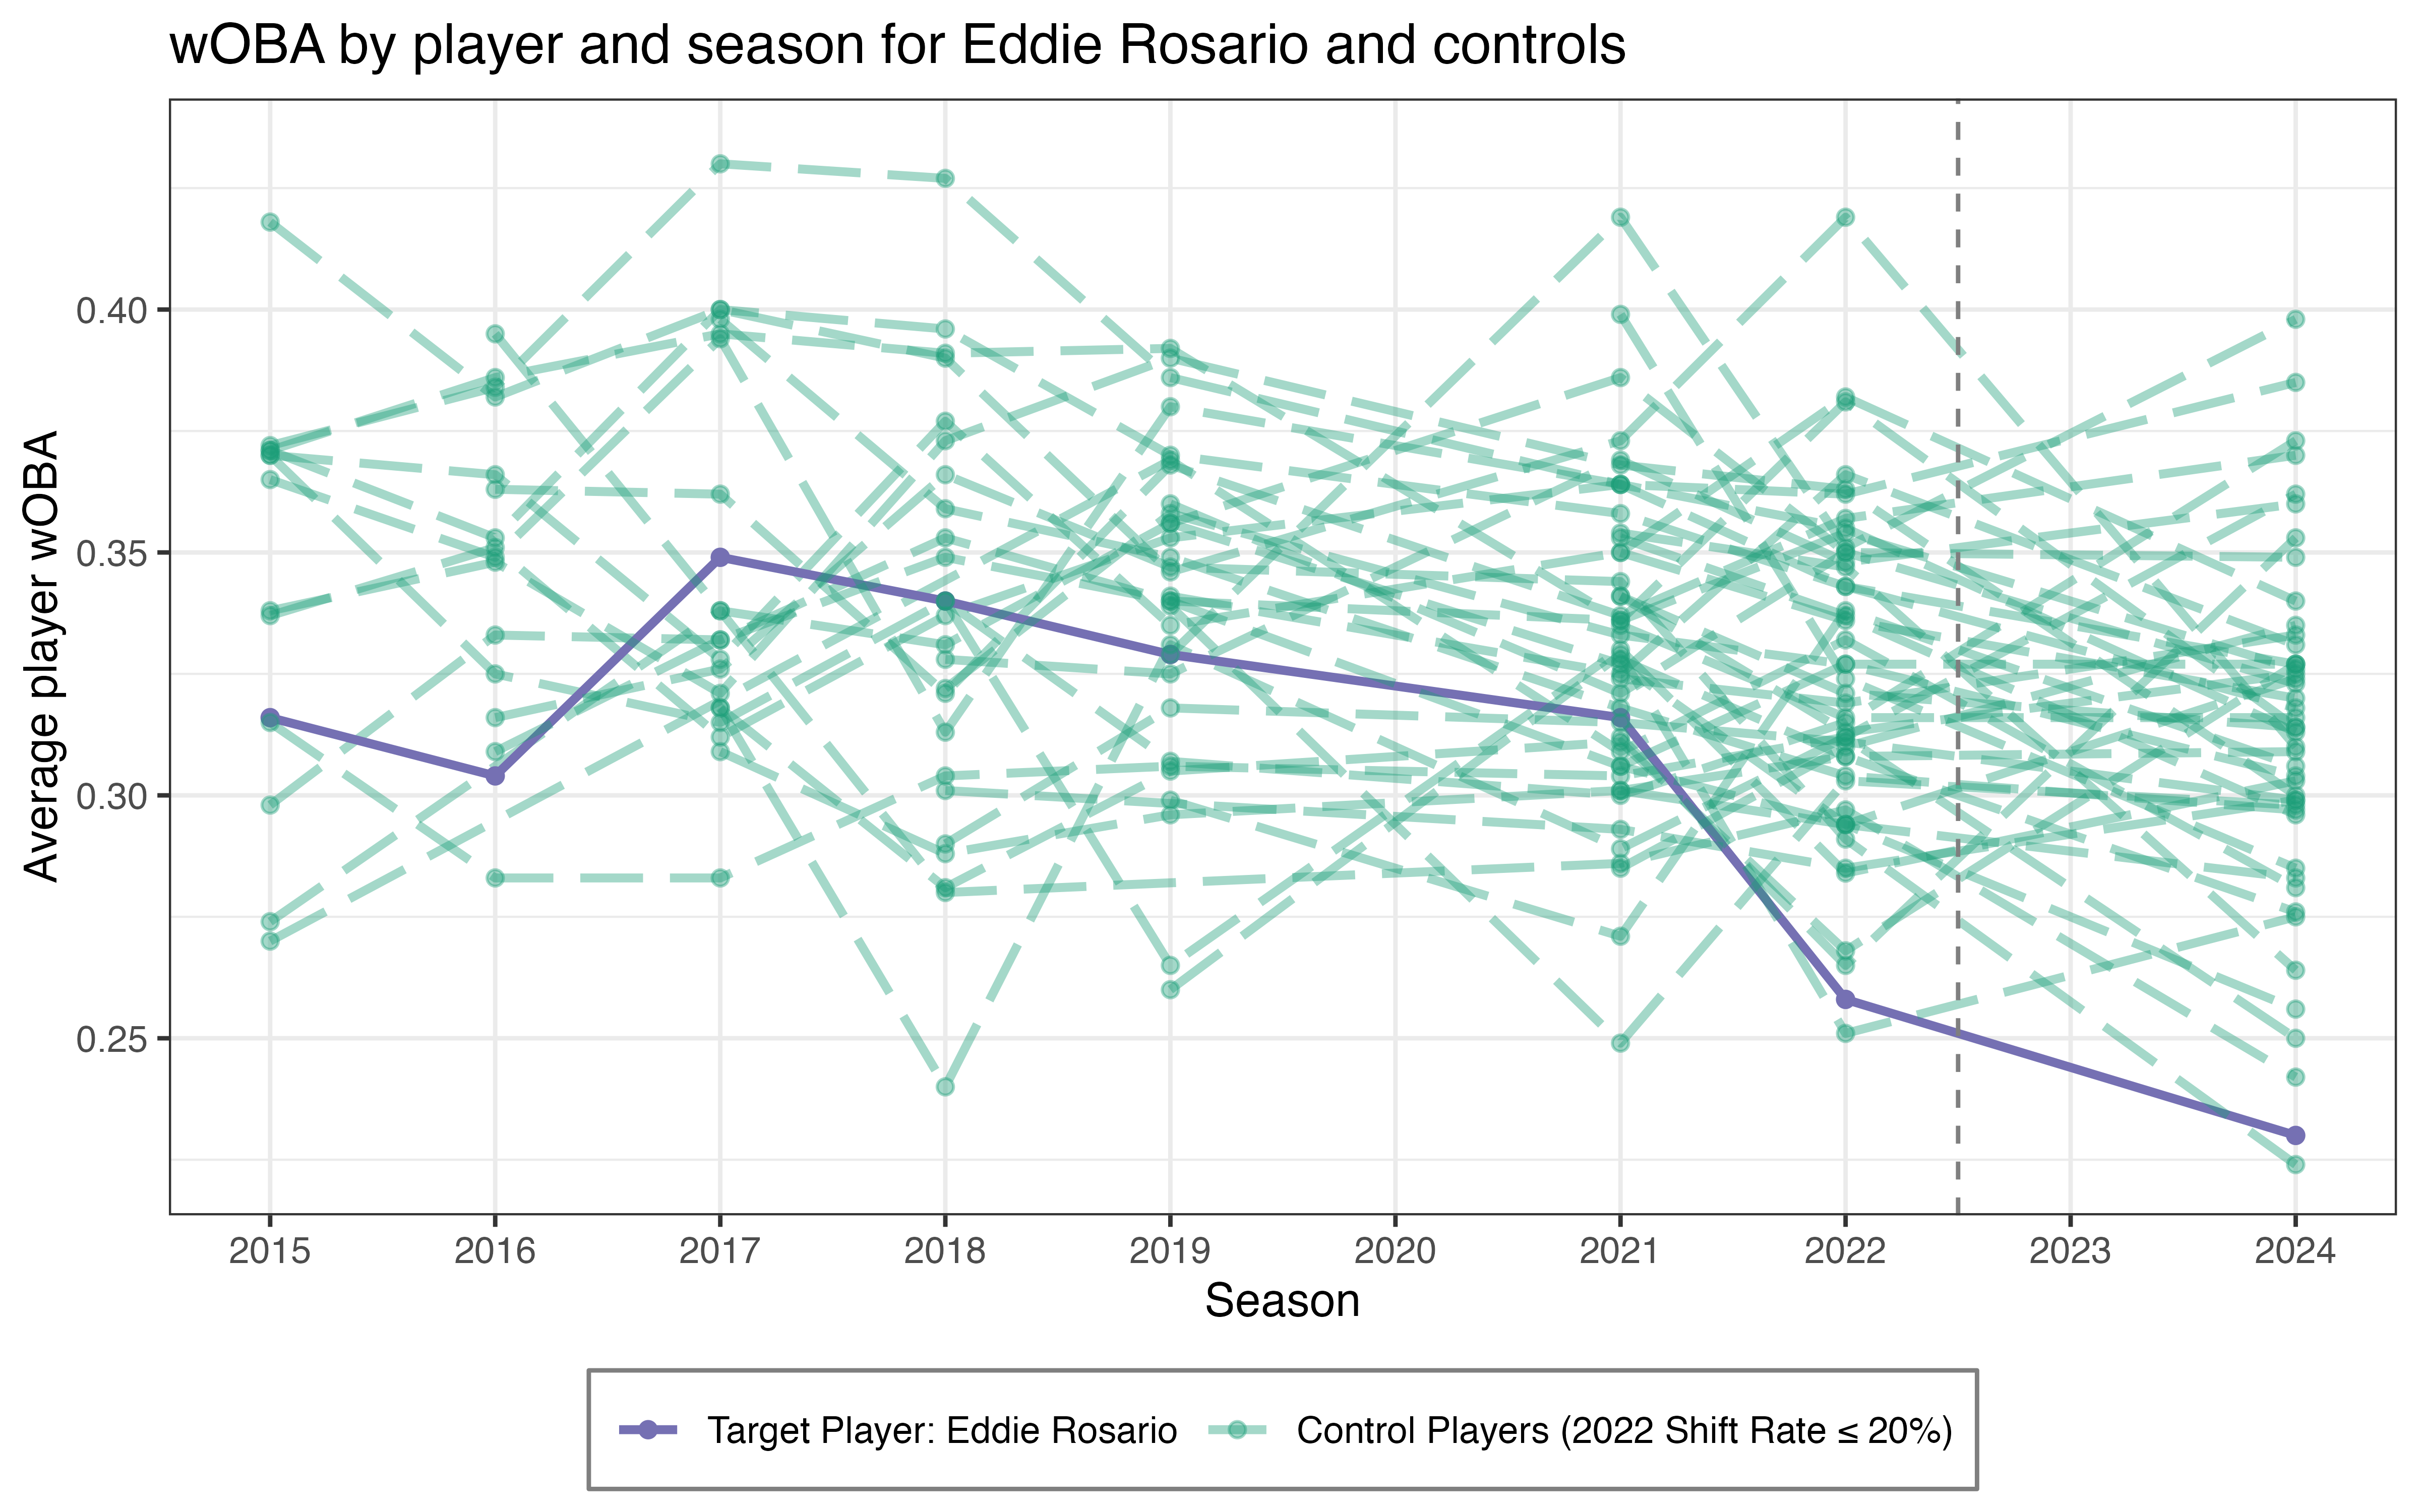 wOBA by player and season for Eddie Rosario and controls
Average player wOBA
0.40
0.35
0.30
0.25
2015 2016 2017 2018 2019 2020 2021 2022 2023 2024
Season
Target Player: Eddie Rosario Control Players (2022 Shift Rate ≤ 20%)